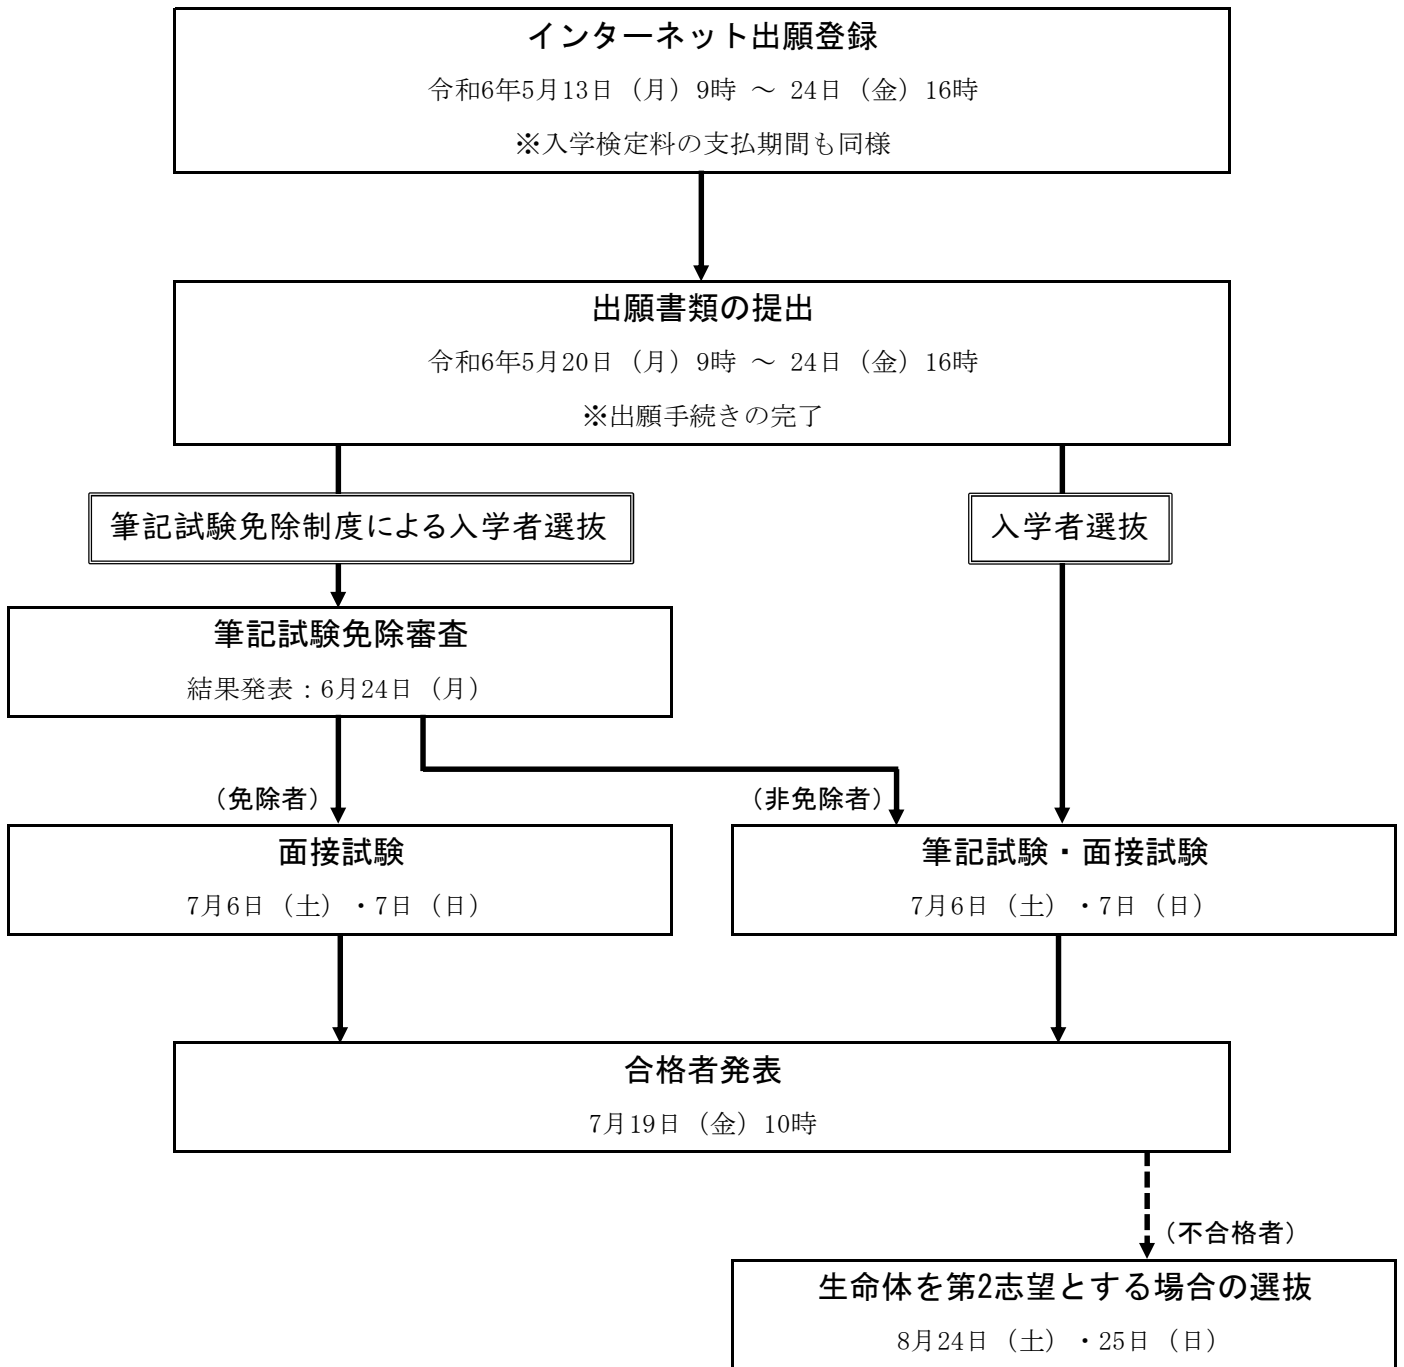 インターネット出願登録
令和6年5月13日（月）9時 ～ 24日（金）16時
※入学検定料の支払期間も同様
出願書類の提出
令和6年5月20日（月）9時 ～ 24日（金）16時
※出願手続きの完了
筆記試験免除制度による入学者選抜
入学者選抜
筆記試験免除審査
結果発表：6月24日（月）
（免除者）
（非免除者）
面接試験
7月6日（土）・7日（日）
筆記試験・面接試験
7月6日（土）・7日（日）
合格者発表
7月19日（金）10時
（不合格者）
生命体を第2志望とする場合の選抜
8月24日（土）・25日（日）